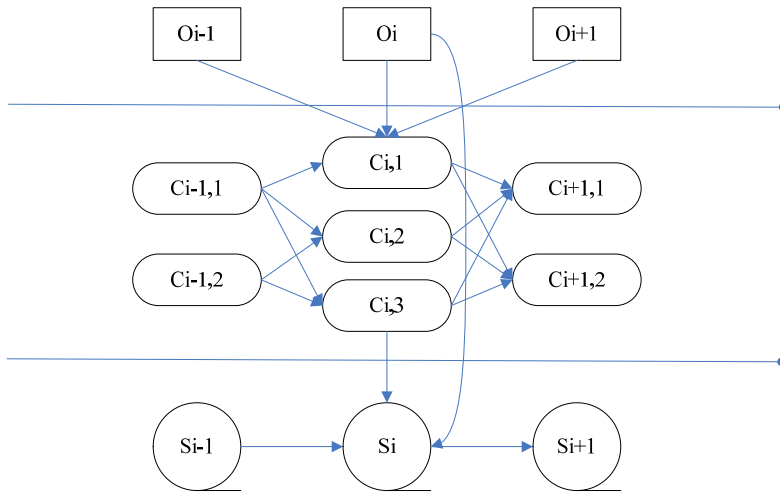 Oi-1 Oi Oi+1
Ci,1
Ci-1,1 Ci+1,1
Ci,2
Ci-1,2 Ci+1,2
Ci,3
Si-1 Si Si+1